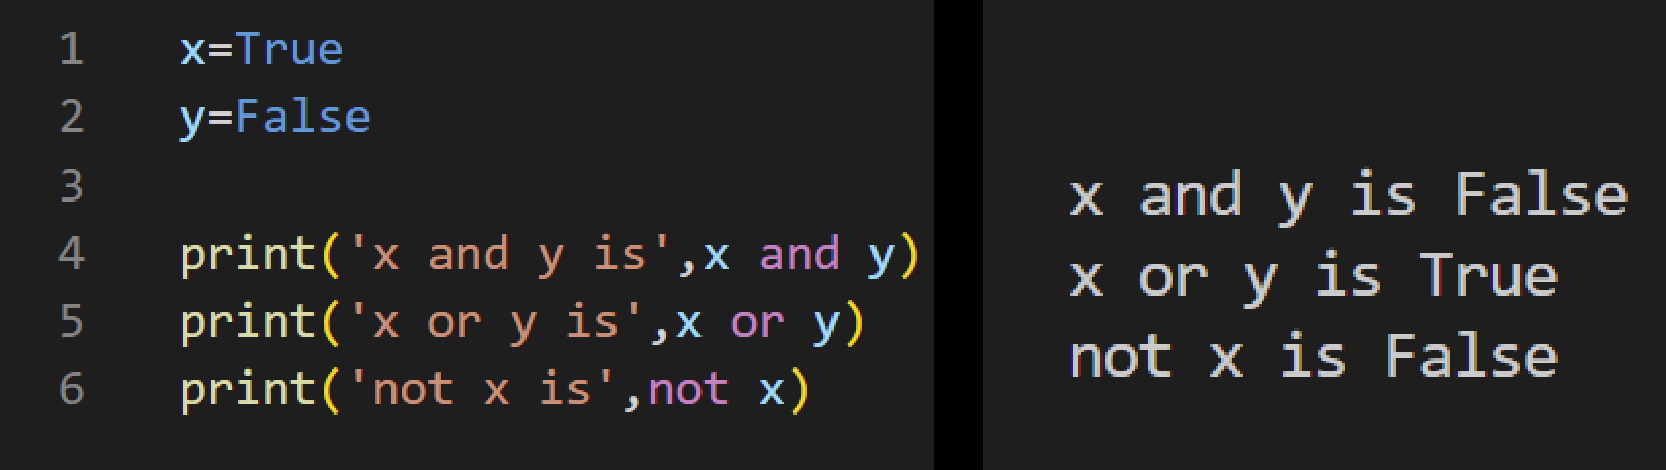 1 x=True
2 y=False
3
4 print('x and y is',x and y)
5 print('x or y is',x or y)
6 print('not x is',not x)
x and y is False
x or y is True
not x is False